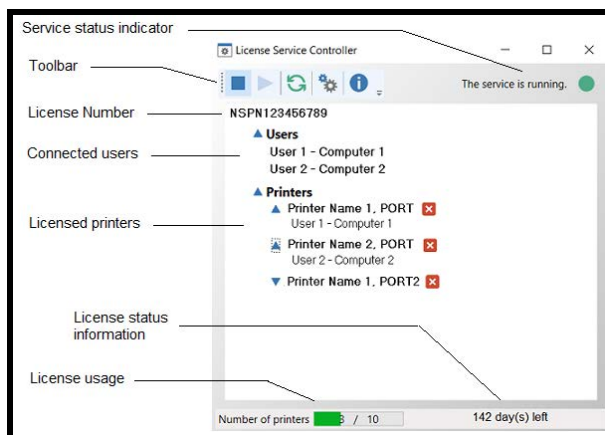 Service status indicator
License Service Controller
Toolbar
The service is running.
License Number
NSPN123456789
Users
Connected users
User 1 - Computer 1
User 2 - Computer 2
Printers
Printer Name 1, PORT
Licensed printers
User 1 - Computer 1
Printer Name 2, PORT
User 2 - Computer 2
Printer Name 1, PORT2
License status
information
License usage
Number of printers 3 / 10
142 day(s) left